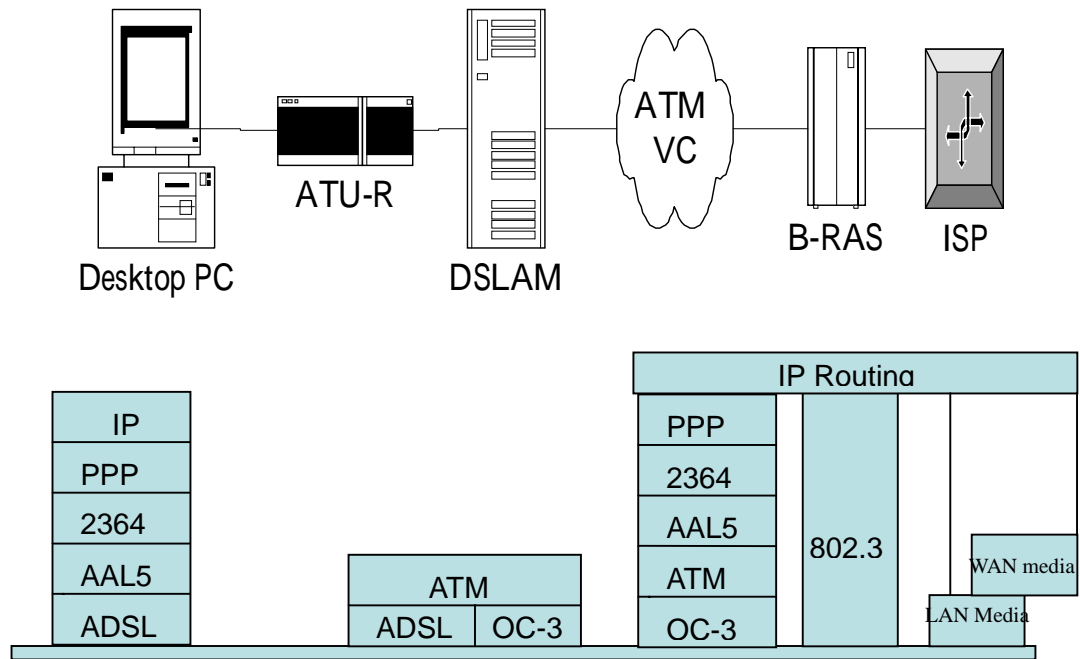 ATM
VC
ATU-R
B-RAS
ISP
Desktop PC
DSLAM
IP Routing
IP
PPP
2364
AAL5
ADSL
ATM
ADSL
OC-3
PPP
2364
AAL5
ATM
OC-3
802.3
WAN media
LAN Media